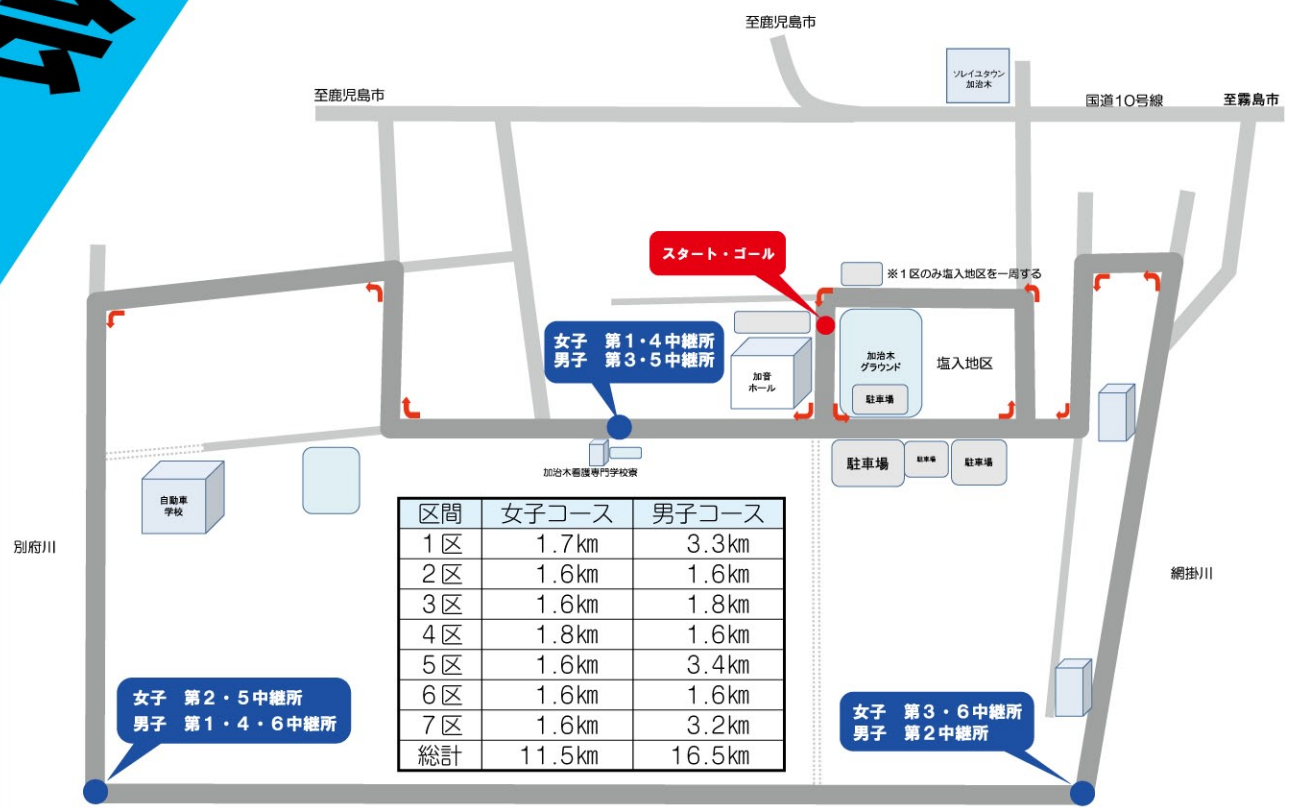 至鹿児島市
ソレイユタウン
加治木
至鹿児島市
国道10号線
至霧島市
スタート・ゴール
※1区のみ塩入地区を一周する
女子 第1・4中継所
男子 第3・5中継所
加音
ホール
加治木
グラウンド
駐車場
塩入地区
加治木看護専門学校寮
駐車場
駐車場
駐車場
自動車
学校
別府川
網掛川
区間 女子コース 男子コース
1区 1.7km 3.3km
2区 1.6km 1.6km
3区 1.6km 1.8km
4区 1.8km 1.6km
5区 1.6km 3.4km
6区 1.6km 1.6km
7区 1.6km 3.2km
総計 11.5km 16.5km
女子 第2・5中継所
男子 第1・4・6中継所
女子 第3・6中継所
男子 第2中継所